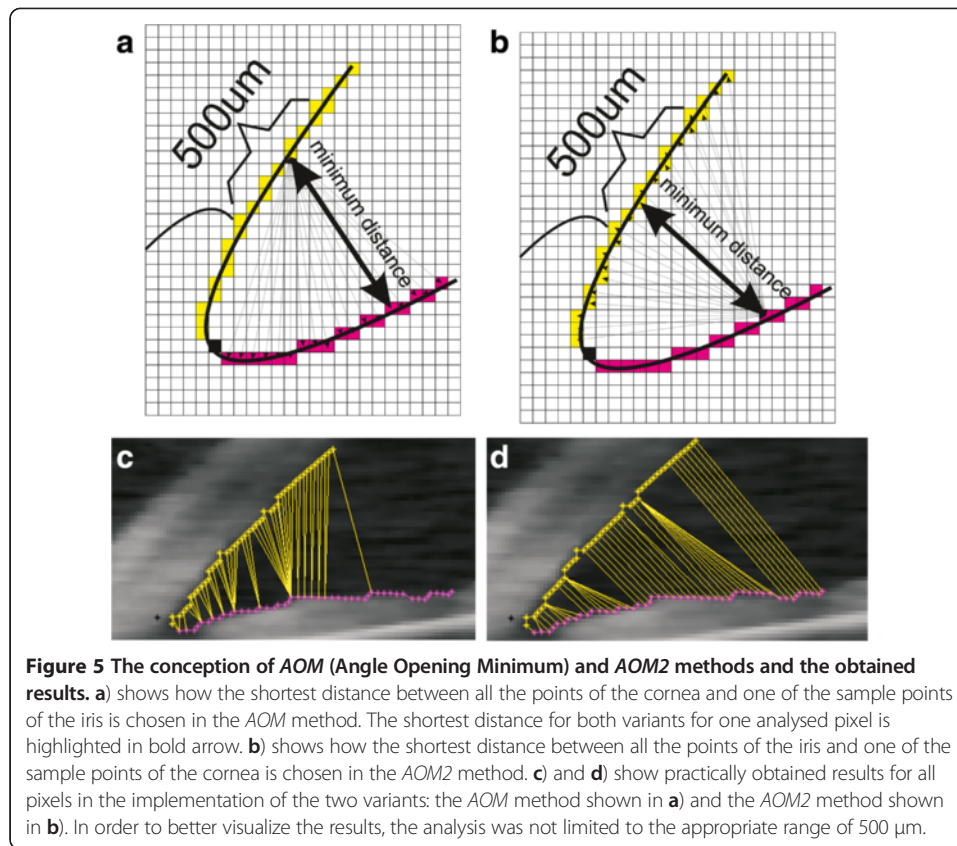 a
b
500μm
minimum distance
500μm
minimum distance
c
d
Figure 5 The conception of AOM (Angle Opening Minimum) and AOM2 methods and the obtained
results. a) shows how the shortest distance between all the points of the cornea and one of the sample points
of the iris is chosen in the AOM method. The shortest distance for both variants for one analysed pixel is
highlighted in bold arrow. b) shows how the shortest distance between all the points of the iris and one of the
sample points of the cornea is chosen in the AOM2 method. c) and d) show practically obtained results for all
pixels in the implementation of the two variants: the AOM method shown in a) and the AOM2 method shown
in b). In order to better visualize the results, the analysis was not limited to the appropriate range of 500 μm.